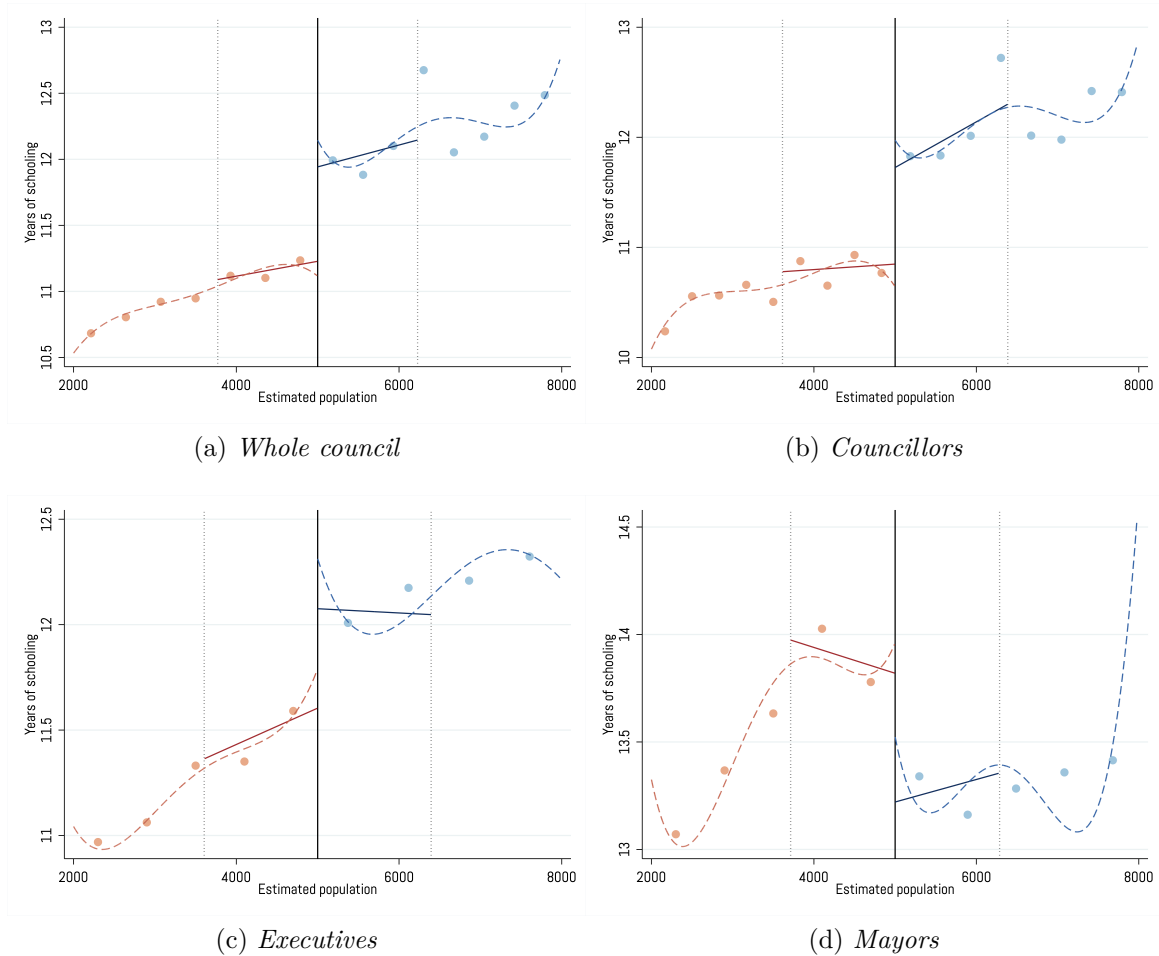 13
12.5
12
11.5
11
10.5
Years of schooling
2000
4000
6000
8000
Estimated population
(a) Whole council
13
12
11
10
Years of schooling
2000
4000
6000
8000
Estimated population
(b) Councillors
12.5
12
11.5
11
Years of schooling
2000
4000
6000
8000
Estimated population
(c) Executives
14.5
14
13.5
13
Years of schooling
2000
4000
6000
8000
Estimated population
(d) Mayors